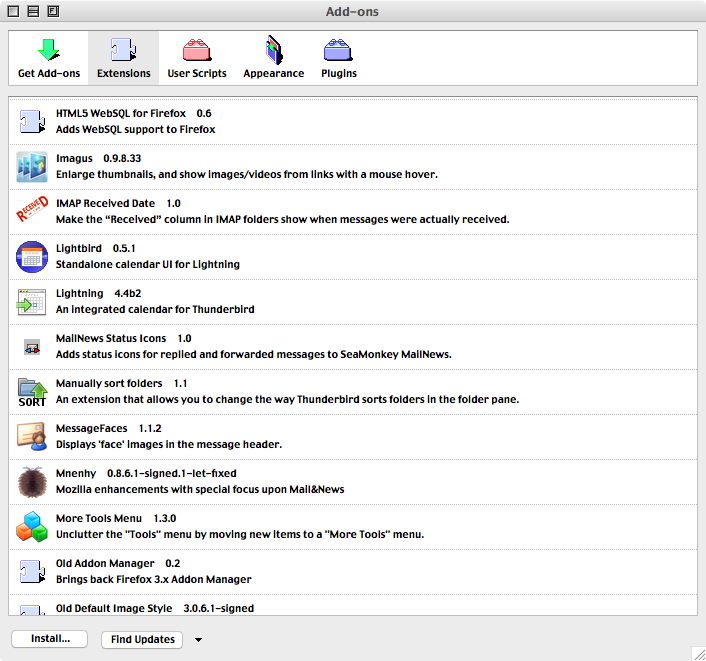 Add-ons
Get Add-ons Extensions User Scripts Appearance Plugins
HTML5 WebSQL for Firefox 0.6
Adds WebSQL support to Firefox
Imagus 0.9.8.33
Enlarge thumbnails, and show images/videos from links with a mouse hover.
RECEIVED
IMAP Received Date 1.0
Make the “Received” column in IMAP folders show when messages were actually received.
Lightbird 0.5.1
Standalone calendar UI for Lightning
Lightning 4.4b2
An integrated calendar for Thunderbird
MailNews Status Icons 1.0
Adds status icons for replied and forwarded messages to SeaMonkey MailNews.
Manually sort folders 1.1
SORT An extension that allows you to change the way Thunderbird sorts folders in the folder pane.
MessageFaces 1.1.2
Displays 'face' images in the message header.
Mnenhy 0.8.6.1-signed.1-let-fixed
Mozilla enhancements with special focus upon Mail&News
More Tools Menu 1.3.0
Unclutter the "Tools" menu by moving new items to a "More Tools" menu.
Old Addon Manager 0.2
Brings back Firefox 3.x Addon Manager
Old Default Image Style 3.0.6.1-signed
Install... Find Updates